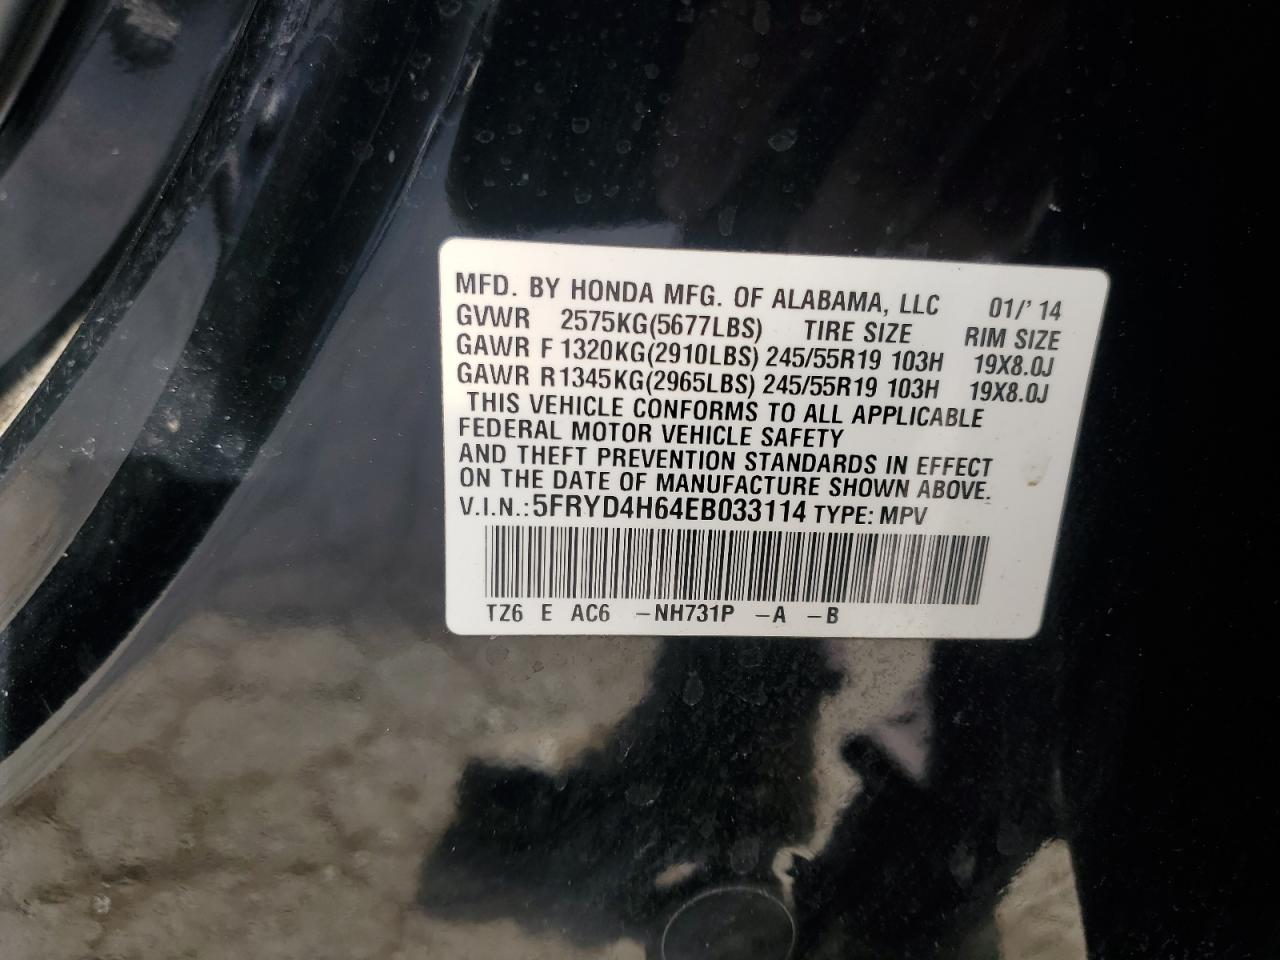 MFD. BY HONDA MFG. OF ALABAMA, LLC 01/' 14
GVWR 2575KG(5677LBS) TIRE SIZE RIM SIZE
GAWR F 1320KG(2910LBS) 245/55R19 103H 19X8.0J
GAWR R 1345KG(2965LBS) 245/55R19 103H 19X8.0J
THIS VEHICLE CONFORMS TO ALL APPLICABLE
FEDERAL MOTOR VEHICLE SAFETY
AND THEFT PREVENTION STANDARDS IN EFFECT
ON THE DATE OF MANUFACTURE SHOWN ABOVE.
V.I.N.:5FRYD4H64EB033114 TYPE: MPV
TZ6 E AC6 -NH731P -A -B